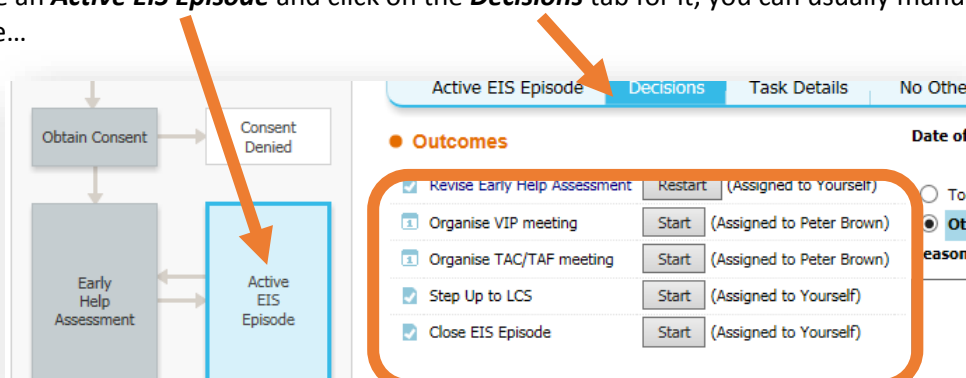 an Active EIS Episode and click on the Decisions tab for it, you can usually
Active EIS Episode Decisions Task Details No Othe
Obtain Consent
Consent
Denied
Outcomes
Date of
Revise Early Help Assessment Restart (Assigned to Yourself)
To
Organise VIP meeting Start (Assigned to Peter Brown)
Ot
Organise TAC/TAF meeting Start (Assigned to Peter Brown)
eason
Step Up to LCS Start (Assigned to Yourself)
Close EIS Episode Start (Assigned to Yourself)
Early
Help
Assessment
Active
EIS
Episode